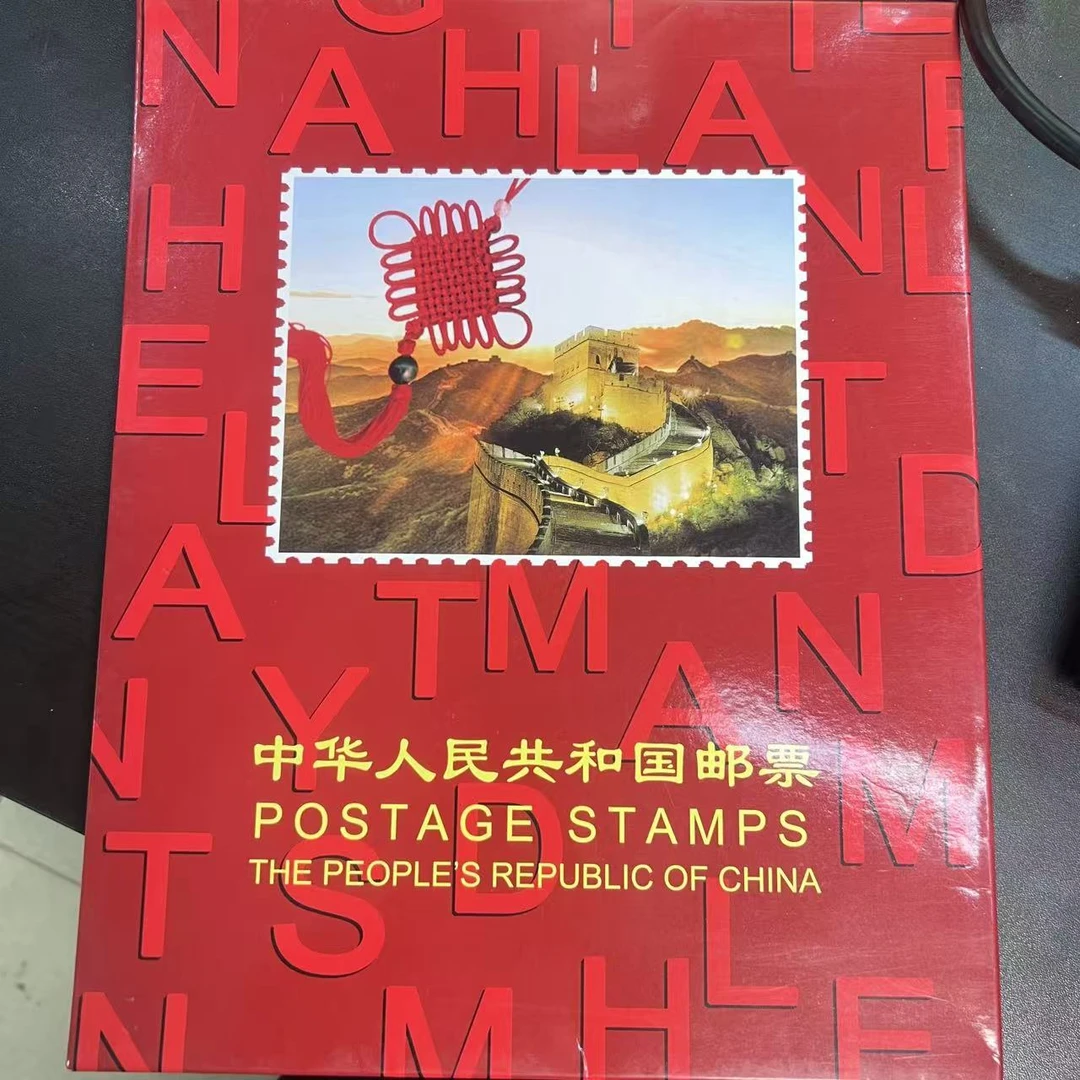 中华人民共和国邮票
POSTAGE STAMPS
THE PEOPLE'S REPUBLIC OF CHINA